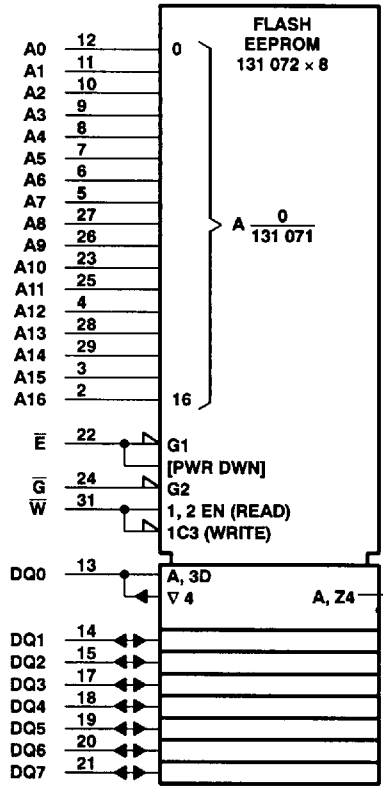 FLASH
EEPROM
131 072 × 8
A0 12 0
A1 11
A2 10
A3 9
A4 8
A5 7
A6 6
A7 5
A8 27
A 0
131 071
A9 26
A10 23
A11 25
A12 4
A13 28
A14 29
A15 3
A16 2 16
E 22 G1
[PWR DWN]
G 24 G2
W 31 1, 2 EN (READ)
1C3 (WRITE)
DQ0 13 A, 3D
∇ 4 A, Z4
DQ1 14
DQ2 15
DQ3 17
DQ4 18
DQ5 19
DQ6 20
DQ7 21